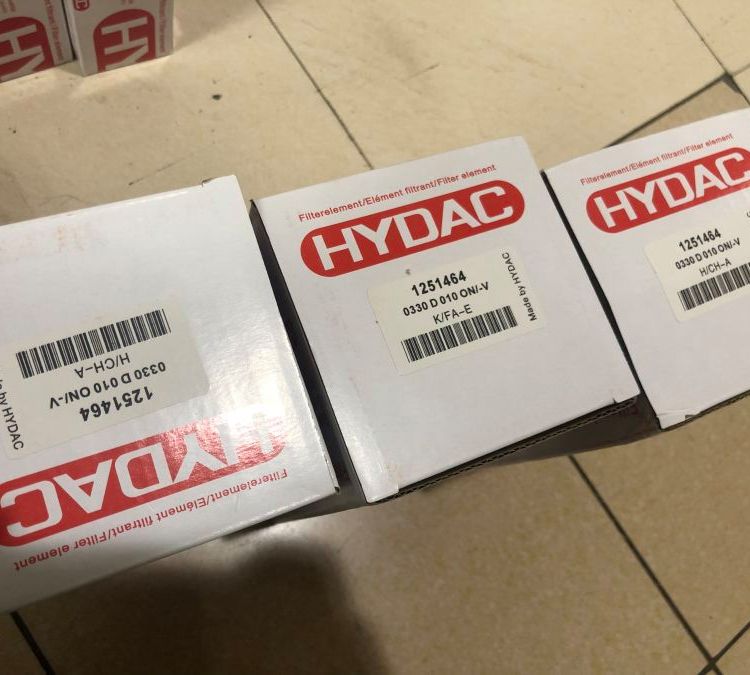 HYD
HYD
Filterelement/Elément filtrant/Filter element
HYDAC
1251464
0330 D 010 ON/-V
H/CH-A
by HYDAC
Filterelement/Elément filtrant/Filter element
HYDAC
1251464
0330 D 010 ON/-V
K/FA-E
Made by HYDAC
Filterelement/Elément filtrant/Filter element
HYDAC
1251464
0330 D 010 ON/-V
H/CH-A